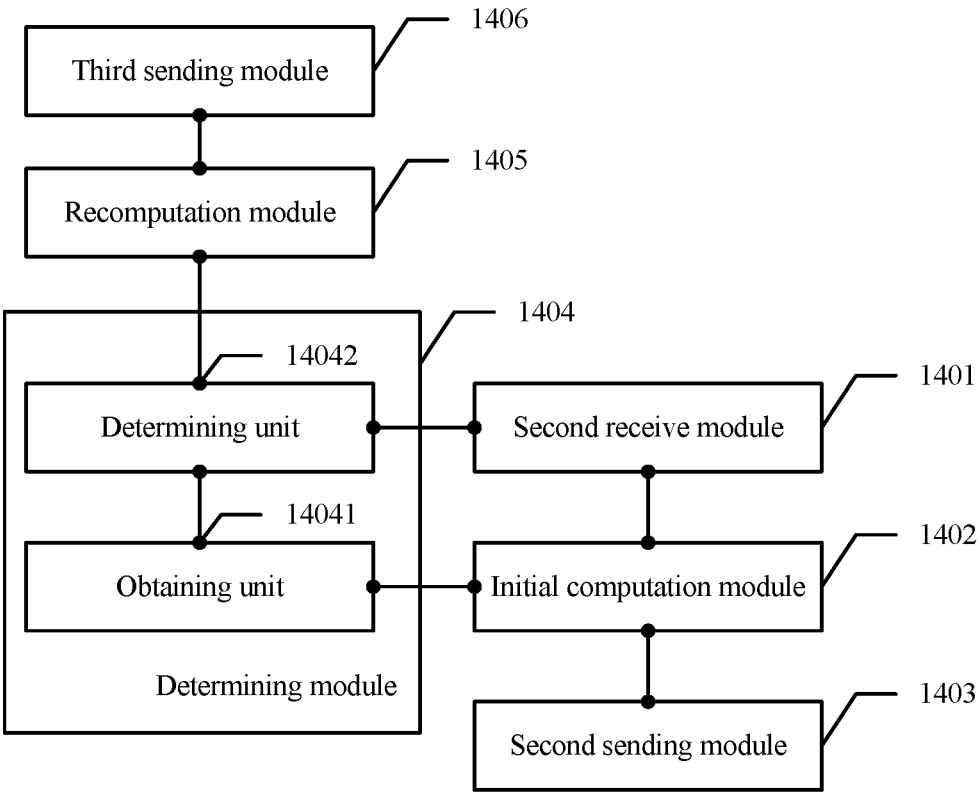 1406
Third sending module
1405
Recomputation module
1404
14042
1401
Determining unit
Second receive module
14041
1402
Obtaining unit
Initial computation module
Determining module
1403
Second sending module